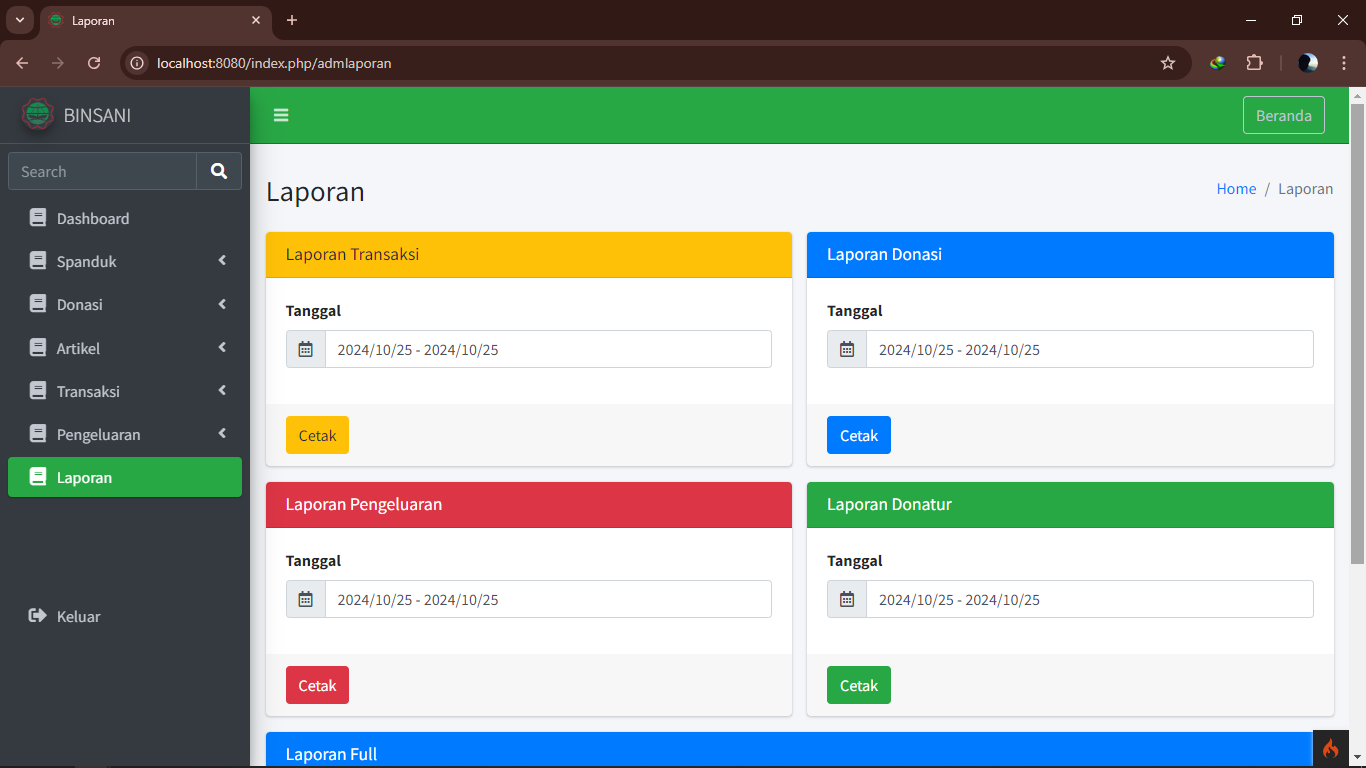 Laporan
localhost:8080/index.php/admlaporan
BINSANI
Beranda
Search
Dashboard
Spanduk
Donasi
Artikel
Transaksi
Pengeluaran
Laporan
Keluar
Laporan
Home / Laporan
Laporan Transaksi
Tanggal
2024/10/25 - 2024/10/25
Cetak
Laporan Donasi
Tanggal
2024/10/25 - 2024/10/25
Cetak
Laporan Pengeluaran
Tanggal
2024/10/25 - 2024/10/25
Cetak
Laporan Donatur
Tanggal
2024/10/25 - 2024/10/25
Cetak
Laporan Full